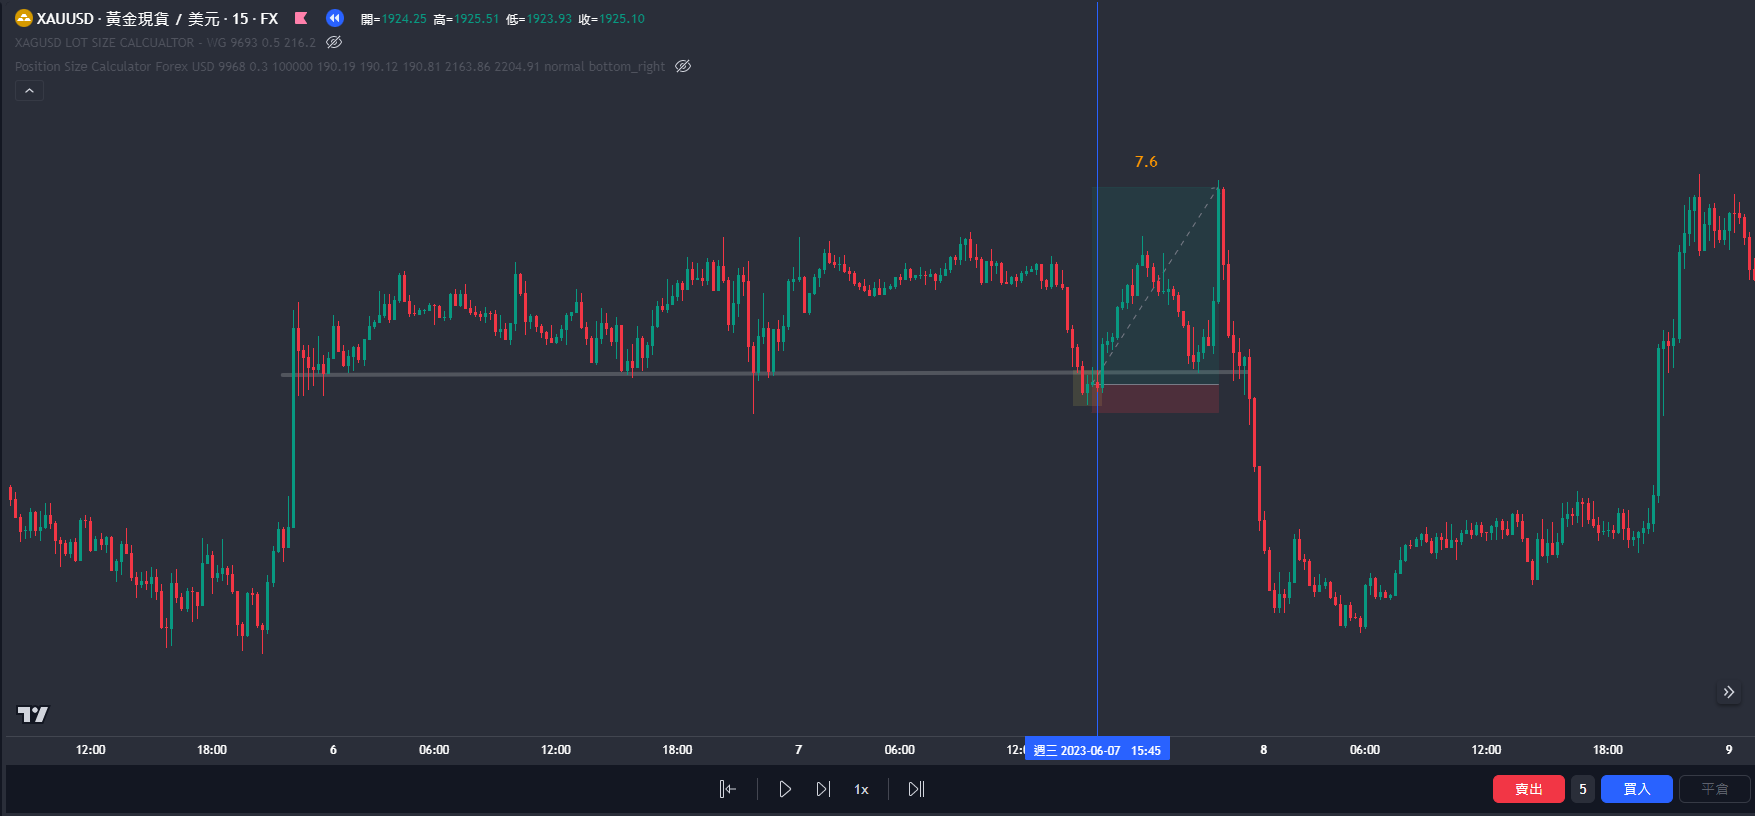 XAUUSD · 黃金現貨 / 美元 · 15 · FX 開=1924.25 高=1925.51 低=1923.93 收=1925.10
XAGUSD LOT SIZE CALCUALTOR - WG 9693 0.5 216.2
Position Size Calculator Forex USD 9968 0.3 100000 190.19 190.12 190.81 2163.86 2204.91 normal bottom_right
7.6
12:00 18:00 6 06:00 12:00 18:00 7 06:00 週三 2023-06-07 15:45 8 06:00 12:00 18:00 9
1x 賣出 5 買入 平倉